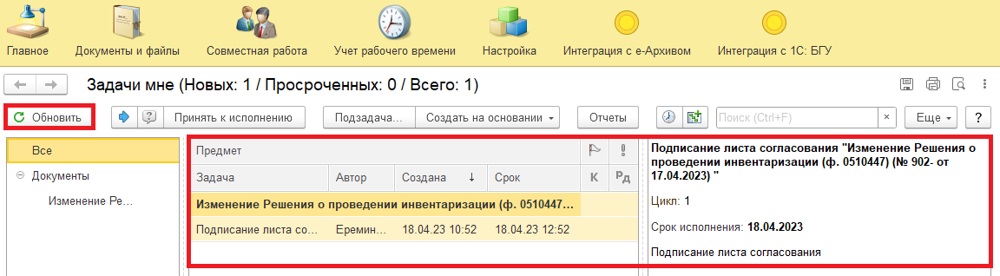 Главное Документы и файлы Совместная работа Учет рабочего времени Настройка Интеграция с е-Архивом Интеграция с 1С: БГУ
Задачи мне (Новых: 1 / Просроченных: 0 / Всего: 1)
Обновить ? Принять к исполнению Подзадача... Создать на основании Отчеты Поиск (Ctrl+F) × Еще ?
Все
Документы
Изменение Ре...
Предмет !
Задача Автор Создана ↓ Срок К Рд
Изменение Решения о проведении инвентаризации (ф. 0510447...
Подписание листа со... Еремин... 18.04.23 10:52 18.04.23 12:52
Подписание листа согласования "Изменение Решения о
проведении инвентаризации (ф. 0510447) (№ 902- от
17.04.2023) "
Цикл: 1
Срок исполнения: 18.04.2023
Подписание листа согласования